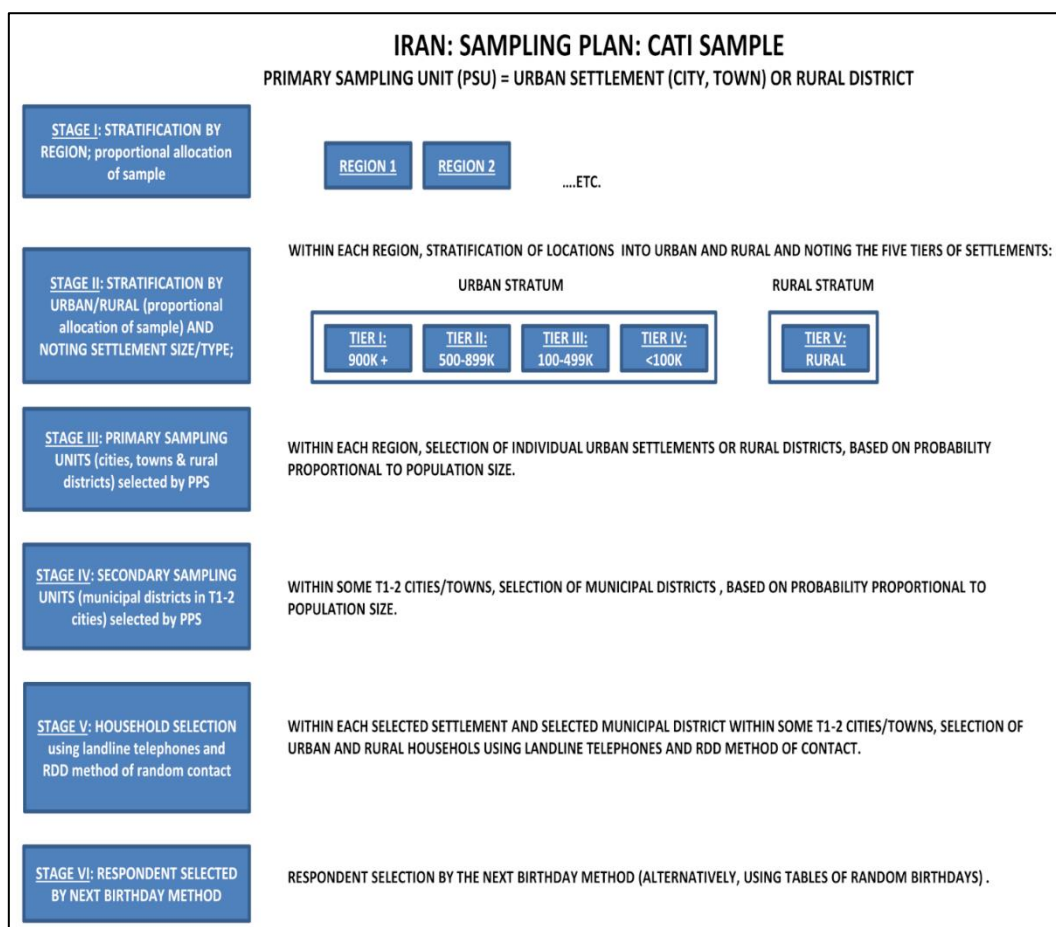 IRAN: SAMPLING PLAN: CATI SAMPLE
PRIMARY SAMPLING UNIT (PSU) = URBAN SETTLEMENT (CITY, TOWN) OR RURAL DISTRICT
STAGE I: STRATIFICATION BY
REGION; proportional allocation
of sample
REGION 1
REGION 2
....ETC.
WITHIN EACH REGION, STRATIFICATION OF LOCATIONS INTO URBAN AND RURAL AND NOTING THE FIVE TIERS OF SETTLEMENTS:
STAGE II: STRATIFICATION BY
URBAN/RURAL (proportional
allocation of sample) AND
NOTING SETTLEMENT SIZE/TYPE;
URBAN STRATUM
RURAL STRATUM
TIER I:
900K +
TIER II:
500-899K
TIER III:
100-499K
TIER IV:
<100K
TIER V:
RURAL
STAGE III: PRIMARY SAMPLING
UNITS (cities, towns & rural
districts) selected by PPS
WITHIN EACH REGION, SELECTION OF INDIVIDUAL URBAN SETTLEMENTS OR RURAL DISTRICTS, BASED ON PROBABILITY
PROPORTIONAL TO POPULATION SIZE.
STAGE IV: SECONDARY SAMPLING
UNITS (municipal districts in T1-2
cities) selected by PPS
WITHIN SOME T1-2 CITIES/TOWNS, SELECTION OF MUNICIPAL DISTRICTS , BASED ON PROBABILITY PROPORTIONAL TO
POPULATION SIZE.
STAGE V: HOUSEHOLD SELECTION
using landline telephones and
RDD method of random contact
WITHIN EACH SELECTED SETTLEMENT AND SELECTED MUNICIPAL DISTRICT WITHIN SOME T1-2 CITIES/TOWNS, SELECTION OF
URBAN AND RURAL HOUSEHOLS USING LANDLINE TELEPHONES AND RDD METHOD OF CONTACT.
STAGE VI: RESPONDENT SELECTED
BY NEXT BIRTHDAY METHOD
RESPONDENT SELECTION BY THE NEXT BIRTHDAY METHOD (ALTERNATIVELY, USING TABLES OF RANDOM BIRTHDAYS) .